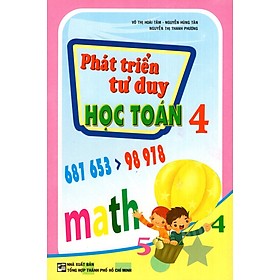 VÕ THỊ HOÀI TÂM - NGUYỄN HÙNG TÂN
NGUYỄN THỊ THANH PHƯƠNG
Phát triển
tư duy
HỌC TOÁN 4
687 653 > 98 978
math
5
4
NHÀ XUẤT BẢN
TỔNG HỢP THÀNH PHỐ HỒ CHÍ MINH